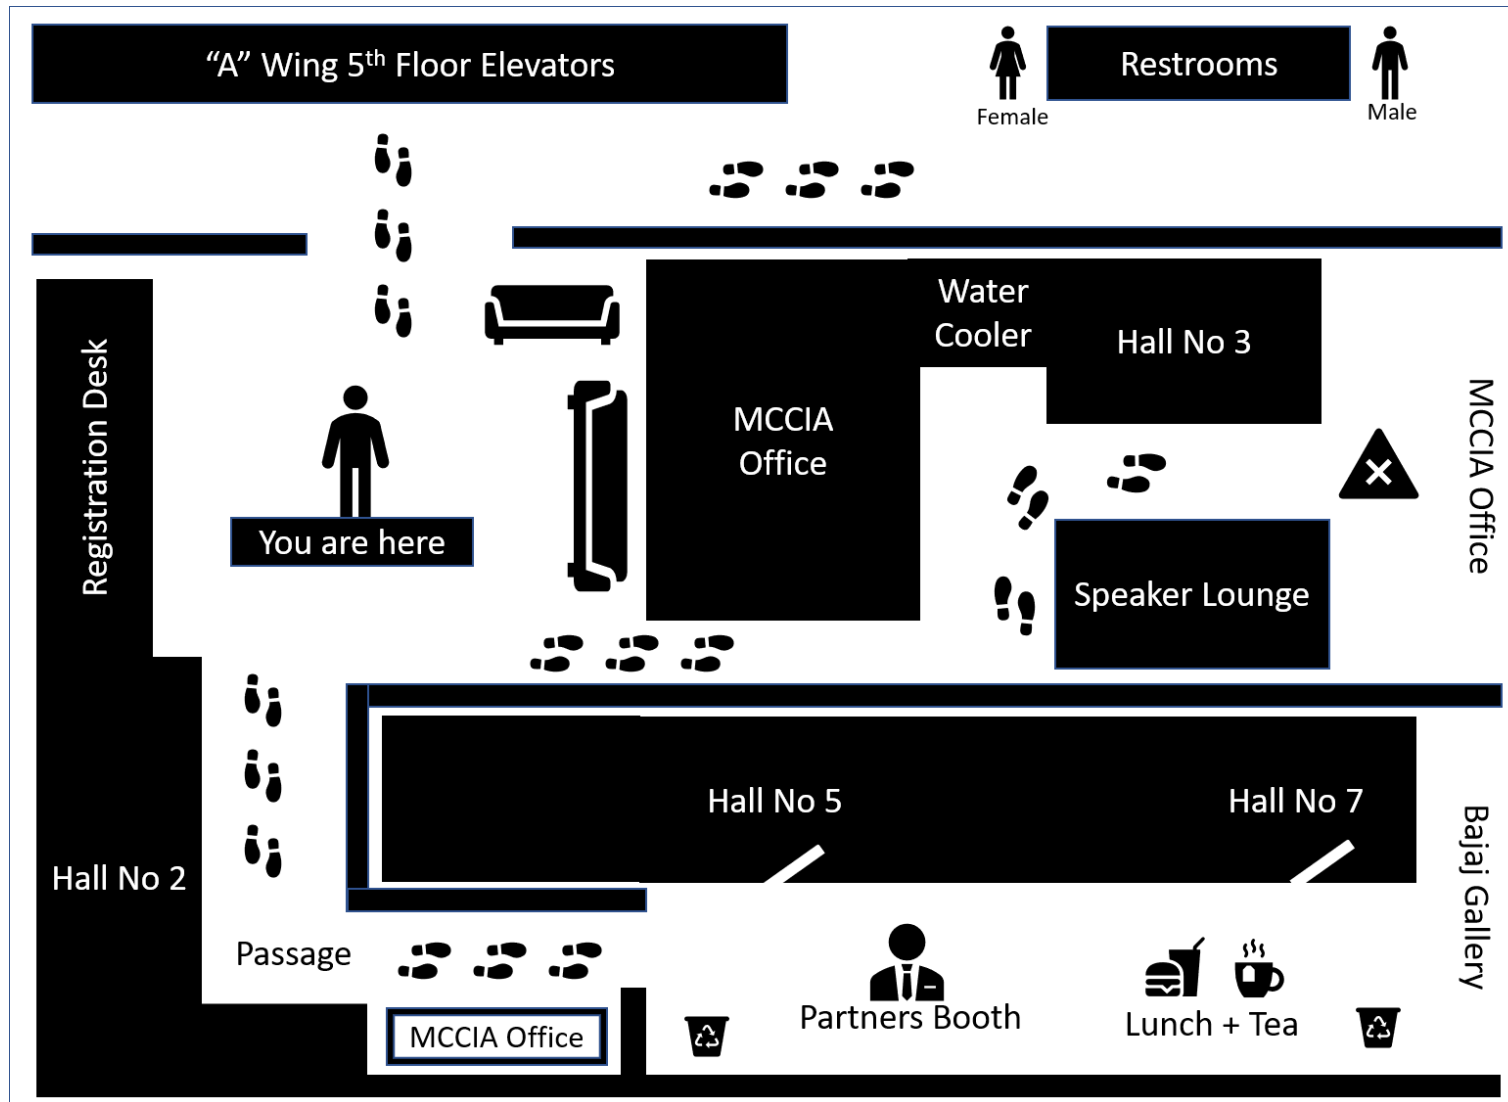 “A” Wing 5th Floor Elevators
Restrooms
Female
Male
Water
Cooler
Hall No 3
Registration Desk
MCCIA
Office
MCCIA Office
You are here
Speaker Lounge
Hall No 5
Hall No 7
Hall No 2
Bajaj Gallery
Passage
Partners Booth
Lunch + Tea
MCCIA Office